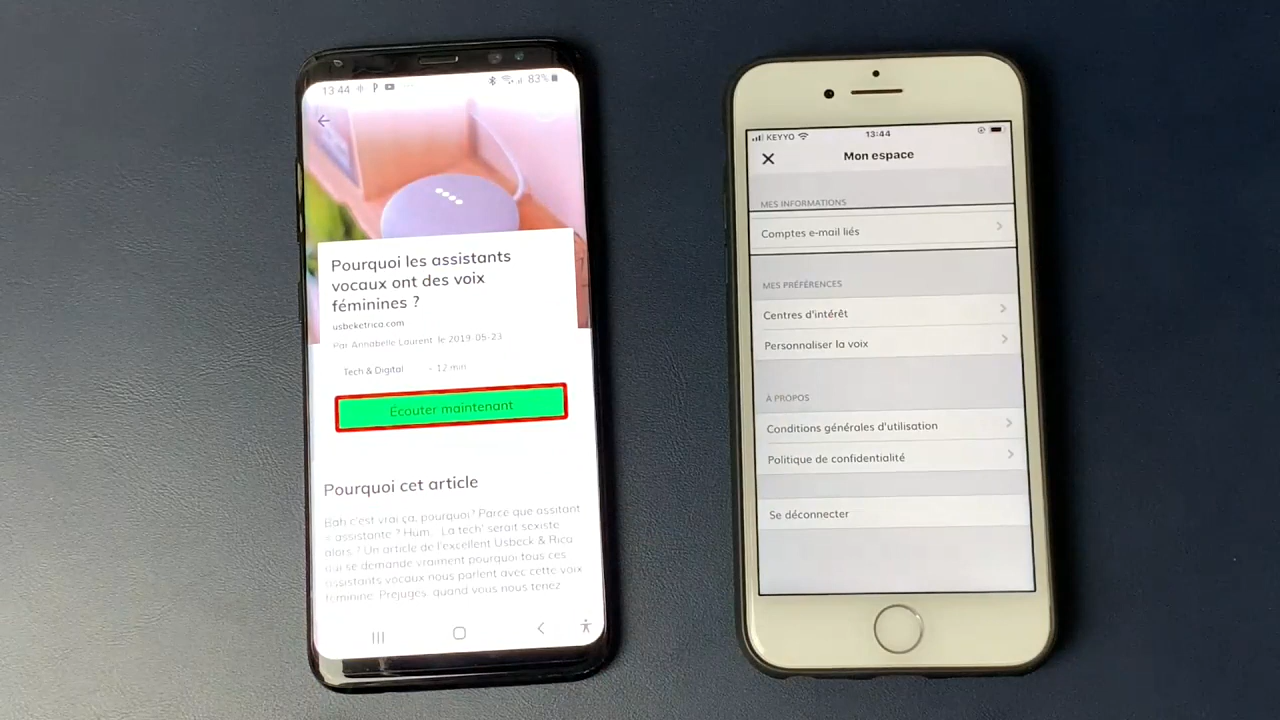 13:44 83%
Pourquoi les assistants
vocaux ont des voix
féminines ?
usbeketrica.com
Par Annabelle Laurent le 2019-05-23
Tech & Digital - 12 min
Écouter maintenant
Pourquoi cet article
Bah c'est vrai ça, pourquoi? Parce que assitant
= assistante ? Hum... La tech' serait sexiste
alors ? Un article de l'excellent Usbeck & Rica
qui se demande vraiment pourquoi tous ces
assistants vocaux nous parlent avec cette voix
féminine. Préjugés, quand vous nous tenez
KEYYO 13:44
Mon espace
MES INFORMATIONS
Comptes e-mail liés
MES PRÉFÉRENCES
Centres d'intérêt
Personnaliser la voix
À PROPOS
Conditions générales d'utilisation
Politique de confidentialité
Se déconnecter